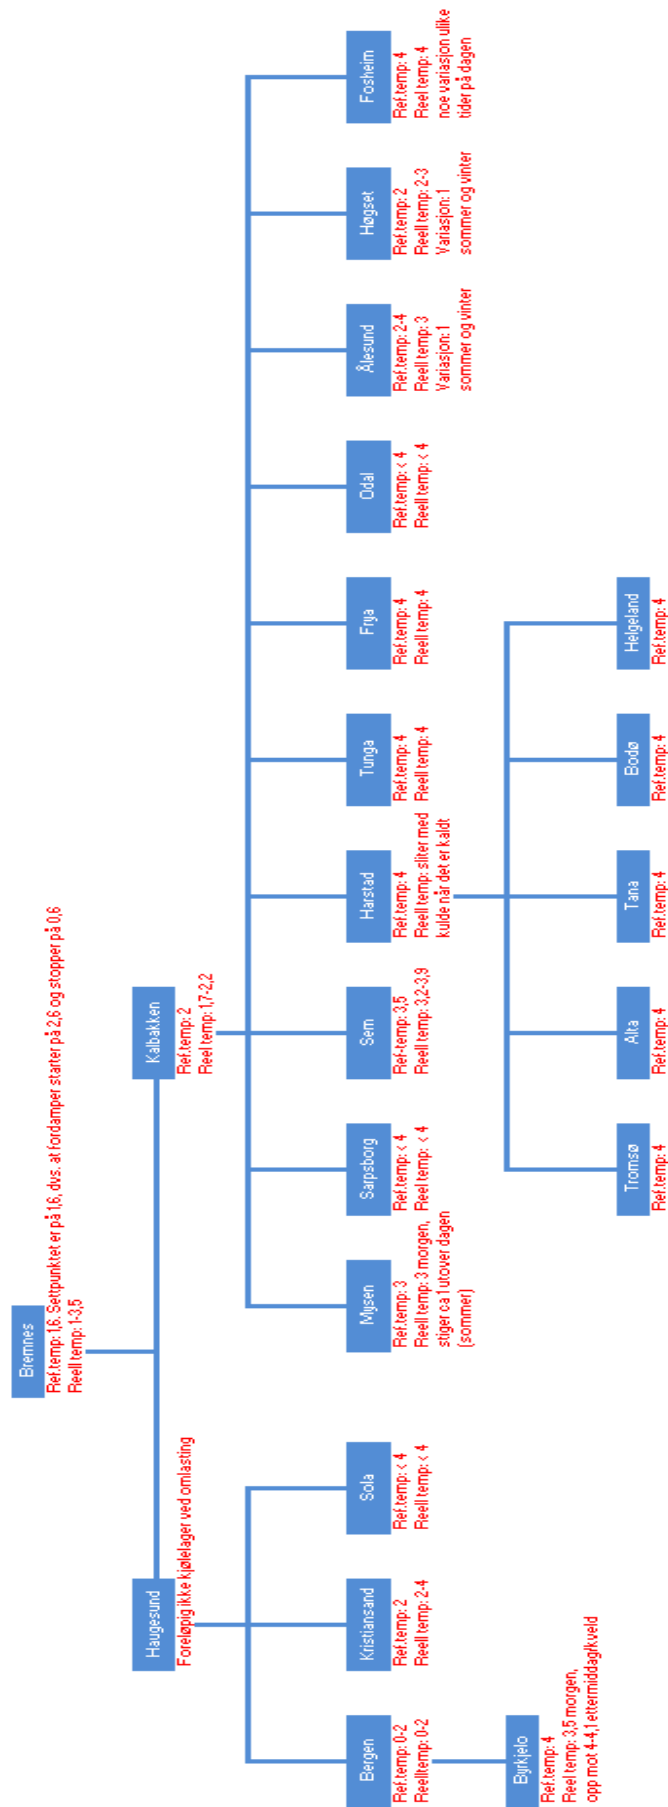 Bremnes
Ref.temp: 1,6. Settpunktet er på 1,6, dvs. at fordamper starter på 2,6 og stopper på 0,6
Reell temp: 1-3,5
Haugesund
Foreløpig ikke kjølelager ved omlasting
Kalbakken
Ref.temp: 2
Reel temp: 1,7-2,2
Bergen
Ref.temp: 0-2
Reelltemp: 0-2
Kristiansand
Ref.temp: 2
Reell temp: 2-4
Sola
Ref.temp: < 4
Reell temp: < 4
Mysen
Ref.temp: 3
Reell temp: 3 morgen,
stiger ca 1 utover dagen
(sommer)
Sarpsborg
Ref.temp: < 4
Reell temp: < 4
Sem
Ref-temp: 3,5
Reell temp: 3,2-3,9
Harstad
Ref.temp: 4
Reell temp: sliter med
kulde når det er kaldt
Tunga
Ref.temp: 4
Reell temp: 4
Frya
Ref.temp: 4
Reell temp: 4
Odal
Ref.temp: < 4
Reell temp: < 4
Ålesund
Ref.temp: 2-4
Reell temp: 3
Variasjon: 1
sommer og vinter
Høgset
Ref.temp: 2
Reell temp: 2-3
Variasjon: 1
sommer og vinter
Fosheim
Ref.temp: 4
Reel temp: 4
noe variasjon ulike
tider på dagen
Byrkjelo
Ref.temp: 4
Reel temp: 3,5 morgen,
opp mot 4-4,1 ettermiddag/kveld
Tromsø
Ref.temp: 4
Alta
Ref.temp: 4
Tana
Ref.temp: 4
Bodø
Ref.temp: 4
Helgeland
Ref.temp: 4